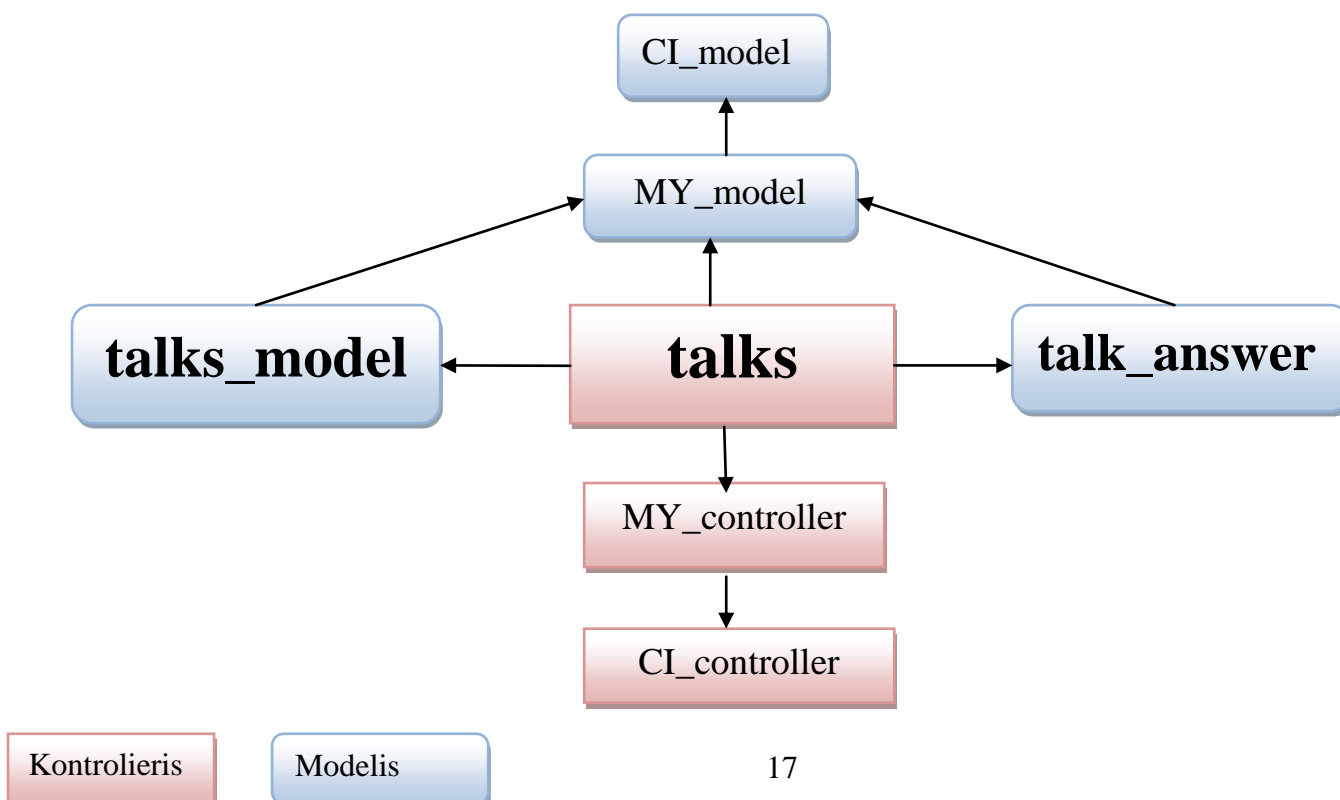 CI_model
MY_model
talks_model
talks
talk_answer
MY_controller
CI_controller
Kontrolieris
Modelis
17